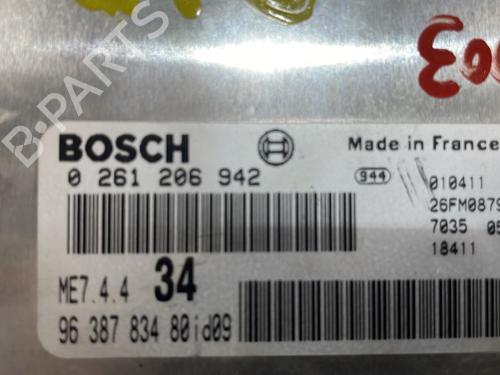 B-PARTS
BOSCH
Made in France
0 261 206 942
944
010411
26FM0879
7035
18411
ME7.4.4 34
96 387 834 80id09